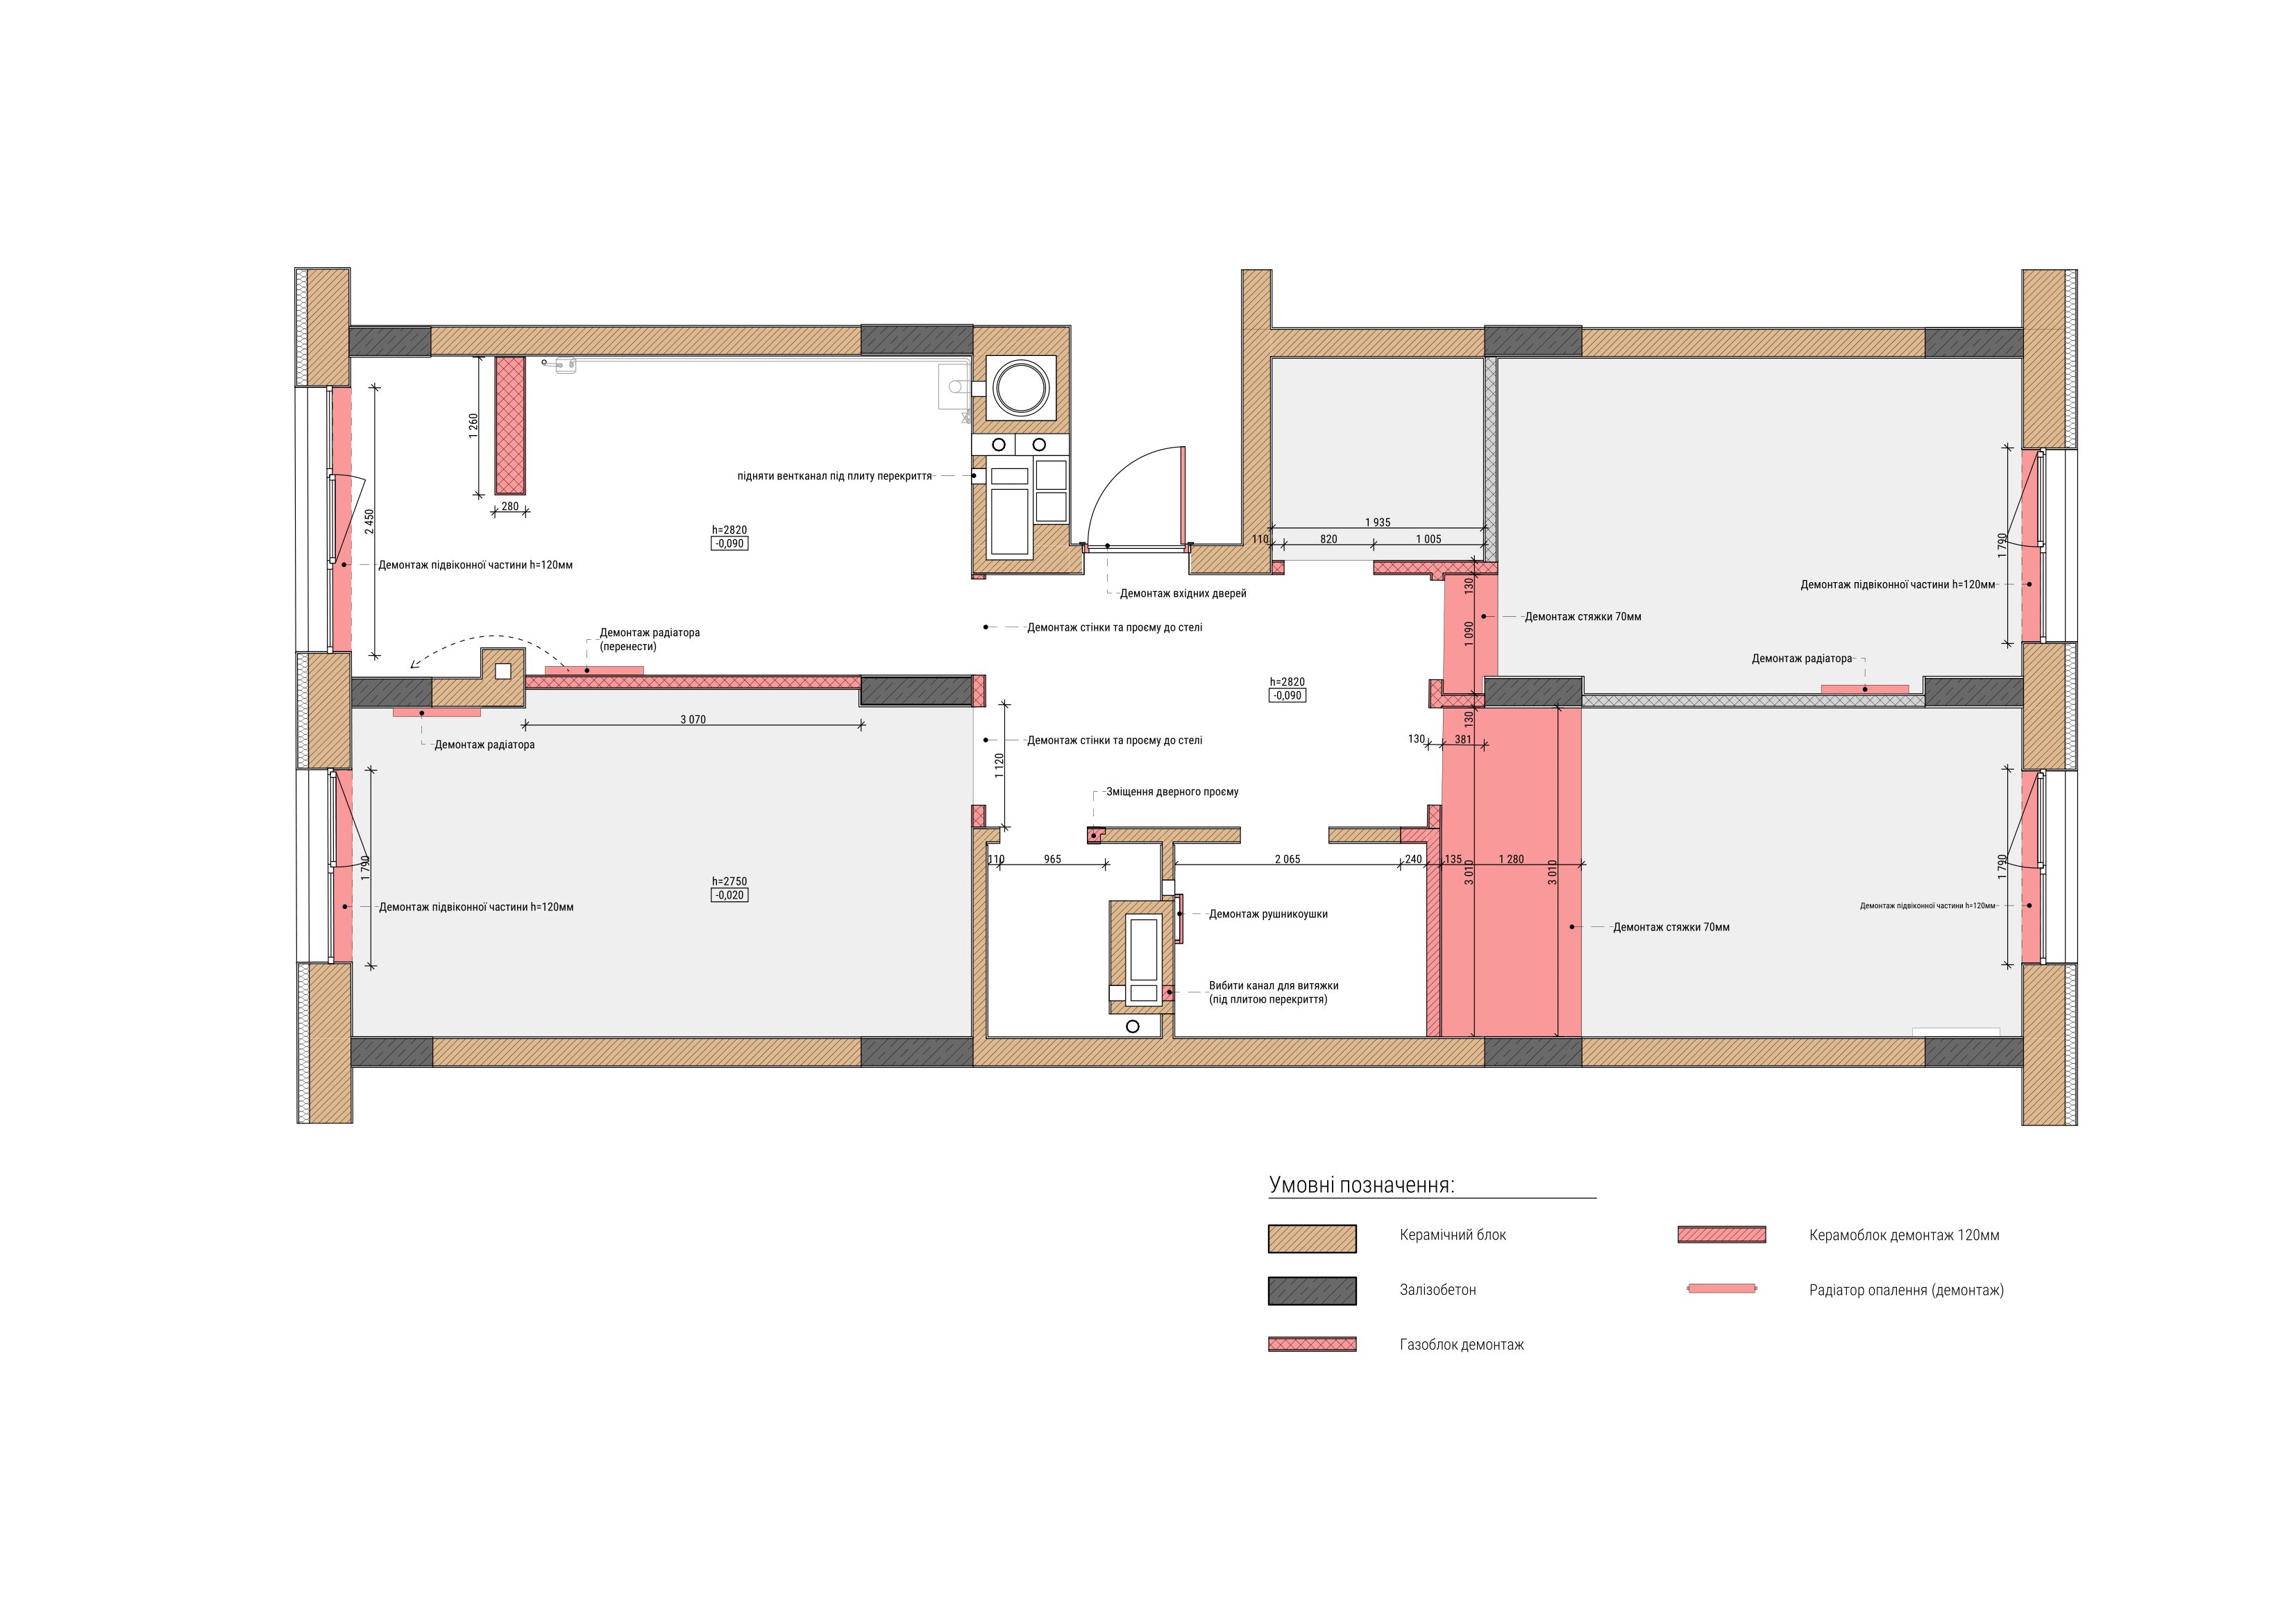 1 260
280
2 450
підняти вентканал під плиту перекриття
h=2820
-0,090
Демонтаж підвіконної частини h=120мм
Демонтаж радіатора
(перенести)
Демонтаж вхідних дверей
Демонтаж стінки та проєму до стелі
1 935
110
820
1 005
130
1 090
Демонтаж стяжки 70мм
1 790
Демонтаж підвіконної частини h=120мм
Демонтаж радіатора
h=2820
-0,090
3 070
Демонтаж радіатора
Демонтаж стінки та проєму до стелі
1 120
130
130
381
Зміщення дверного проєму
110
965
2 065
240
135
1 280
3 010
3 010
1 790
h=2750
-0,020
Демонтаж підвіконної частини h=120мм
Демонтаж рушникоушки
Вибити канал для витяжки
(під плитою перекриття)
Демонтаж стяжки 70мм
1 790
Демонтаж підвіконної частини h=120мм
Умовні позначення:
Керамічний блок
Залізобетон
Газоблок демонтаж
Керамоблок демонтаж 120мм
Радіатор опалення (демонтаж)